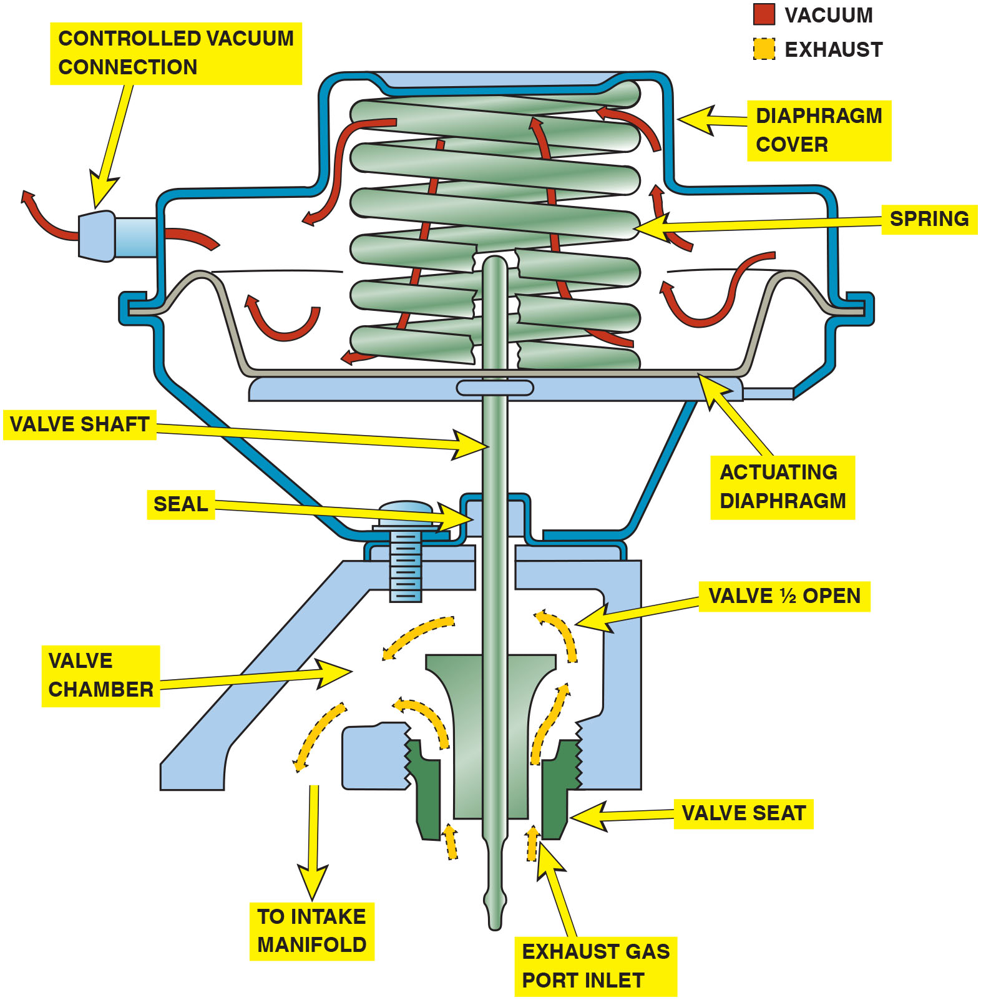 VACUUM
EXHAUST
CONTROLLED VACUUM
CONNECTION
DIAPHRAGM
COVER
SPRING
VALVE SHAFT
ACTUATING
DIAPHRAGM
SEAL
VALVE ½ OPEN
VALVE
CHAMBER
VALVE SEAT
TO INTAKE
MANIFOLD
EXHAUST GAS
PORT INLET